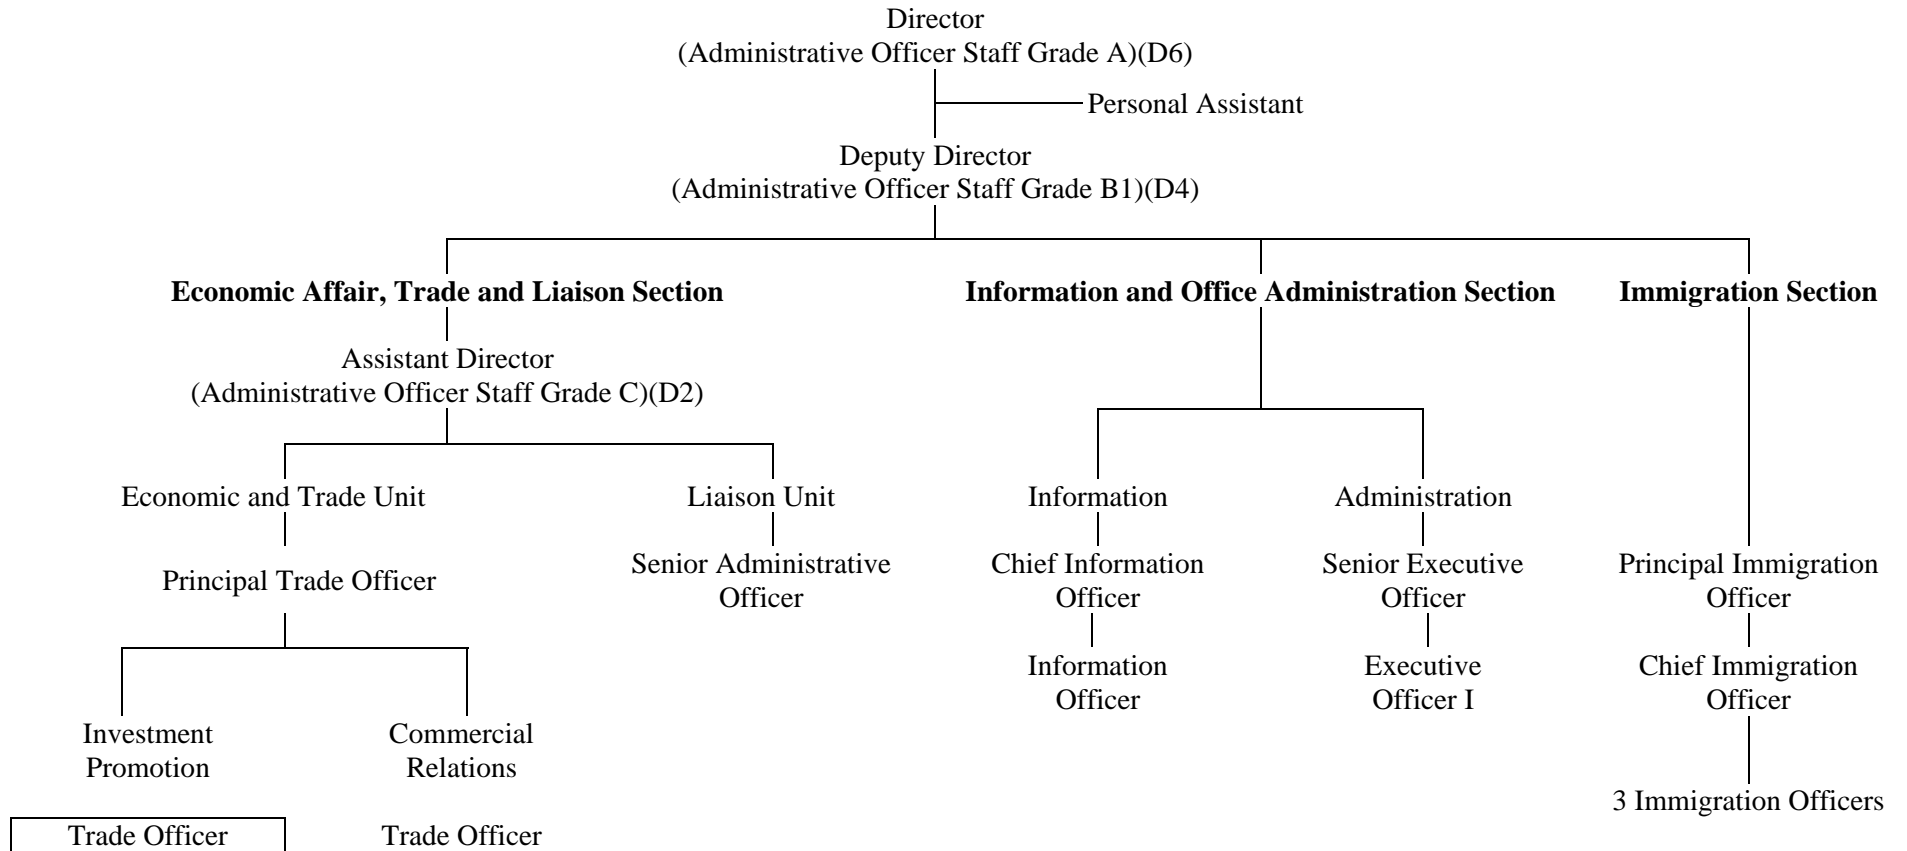 Director
(Administrative Officer Staff Grade A)(D6)
Personal Assistant
Deputy Director
(Administrative Officer Staff Grade B1)(D4)
Economic Affair, Trade and Liaison Section
Information and Office Administration Section
Immigration Section
Assistant Director
(Administrative Officer Staff Grade C)(D2)
Economic and Trade Unit
Liaison Unit
Information
Administration
Principal Trade Officer
Senior Administrative
Officer
Chief Information
Officer
Senior Executive
Officer
Principal Immigration
Officer
Information
Officer
Executive
Officer I
Chief Immigration
Officer
Investment
Promotion
Commercial
Relations
3 Immigration Officers
Trade Officer
Trade Officer